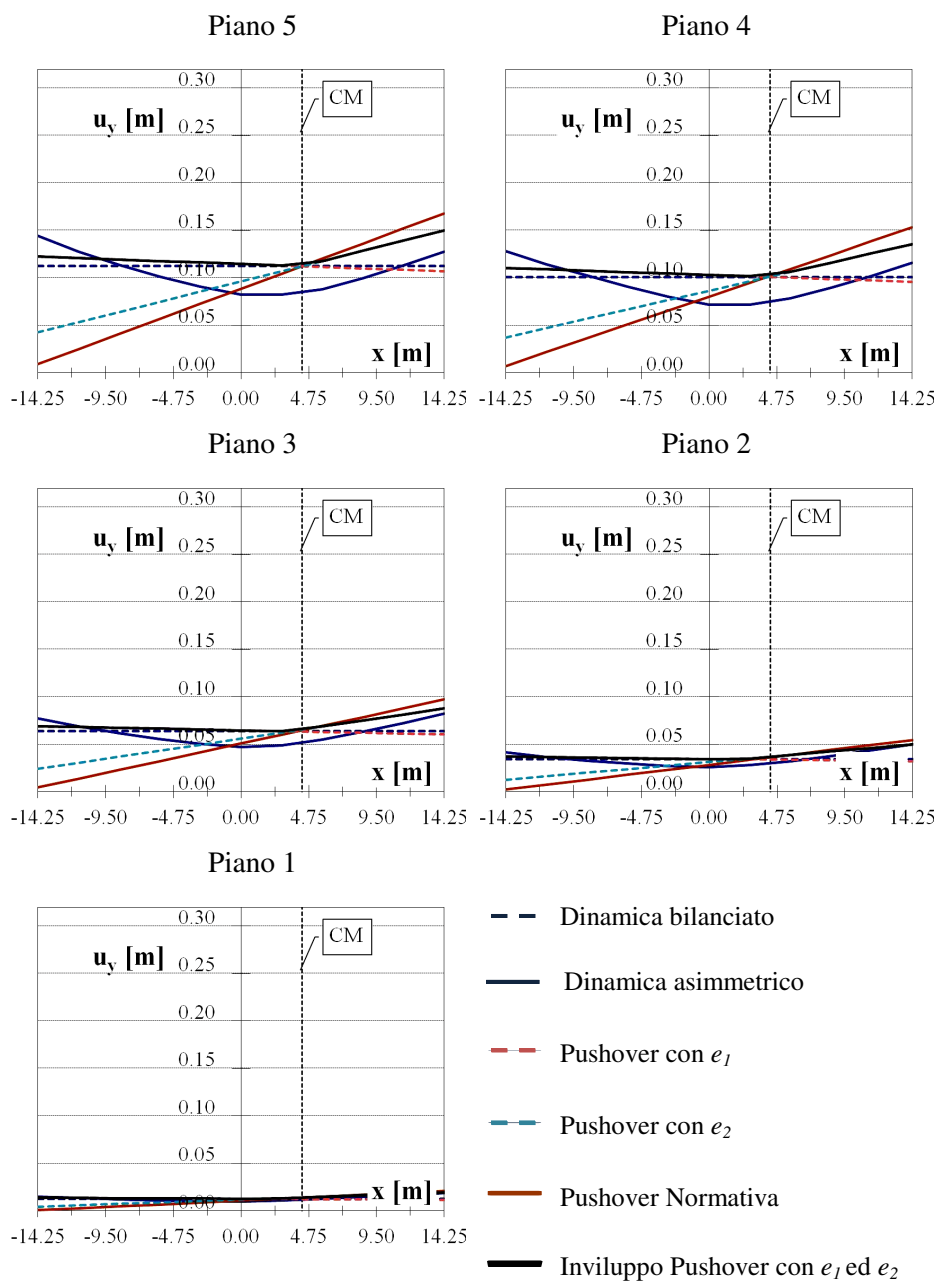 Piano 5
Piano 4
0.30
CM
u_y [m]
0.25
0.20
0.15
0.10
0.05
x [m]
0.00
-14.25 -9.50 -4.75 0.00 4.75 9.50 14.25
0.30
CM
u_y [m]
0.25
0.20
0.15
0.10
0.05
x [m]
0.00
-14.25 -9.50 -4.75 0.00 4.75 9.50 14.25
Piano 3
Piano 2
0.30
CM
u_y [m]
0.25
0.20
0.15
0.10
0.05
x [m]
0.00
-14.25 -9.50 -4.75 0.00 4.75 9.50 14.25
0.30
CM
u_y [m]
0.25
0.20
0.15
0.10
0.05
x [m]
0.00
-14.25 -9.50 -4.75 0.00 4.75 9.50 14.25
Piano 1
0.30
CM
u_y [m]
0.25
0.20
0.15
0.10
0.05
x [m]
0.00
-14.25 -9.50 -4.75 0.00 4.75 9.50 14.25
Dinamica bilanciato
Dinamica asimmetrico
Pushover con e_1
Pushover con e_2
Pushover Normativa
Inviluppo Pushover con e_1 ed e_2